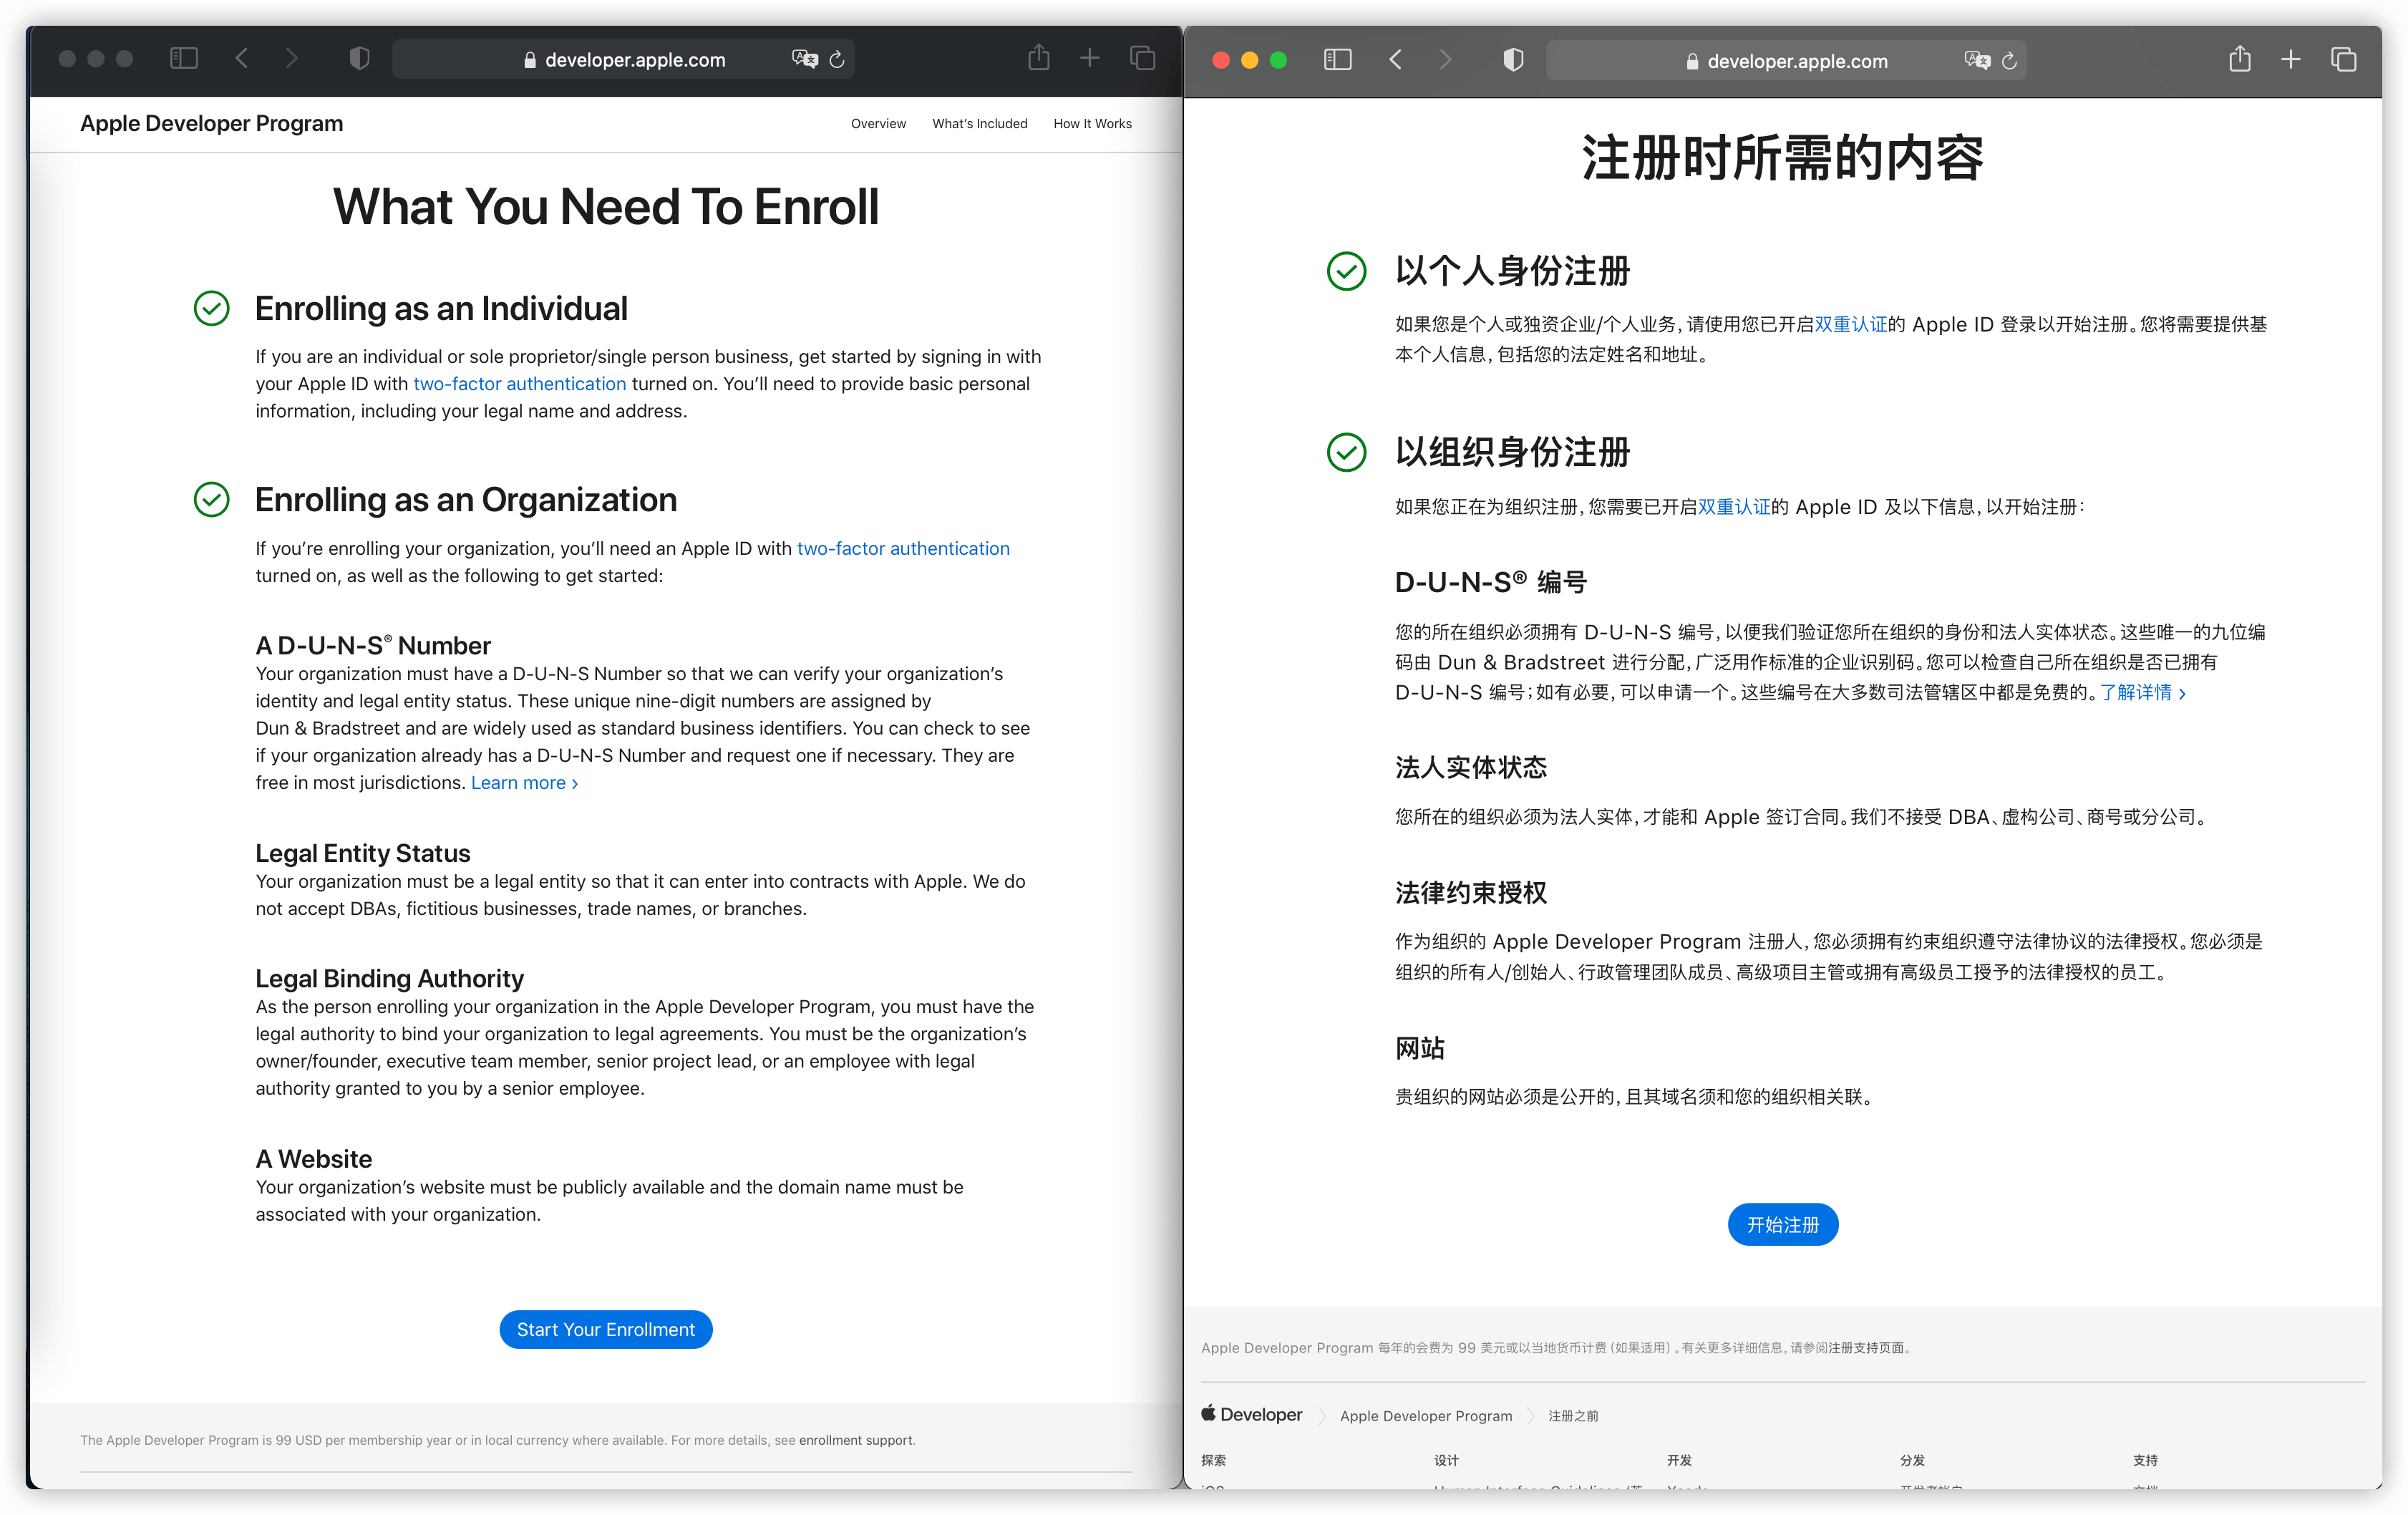 developer.apple.com
Apple Developer Program
Overview
What's Included
How It Works
What You Need To Enroll
Enrolling as an Individual
If you are an individual or sole proprietor/single person business, get started by signing in with
your Apple ID with two-factor authentication turned on. You'll need to provide basic personal
information, including your legal name and address.
Enrolling as an Organization
If you're enrolling your organization, you'll need an Apple ID with two-factor authentication
turned on, as well as the following to get started:
A D-U-N-S® Number
Your organization must have a D-U-N-S Number so that we can verify your organization's
identity and legal entity status. These unique nine-digit numbers are assigned by
Dun & Bradstreet and are widely used as standard business identifiers. You can check to see
if your organization already has a D-U-N-S Number and request one if necessary. They are
free in most jurisdictions. Learn more ›
Legal Entity Status
Your organization must be a legal entity so that it can enter into contracts with Apple. We do
not accept DBAs, fictitious businesses, trade names, or branches.
Legal Binding Authority
As the person enrolling your organization in the Apple Developer Program, you must have the
legal authority to bind your organization to legal agreements. You must be the organization's
owner/founder, executive team member, senior project lead, or an employee with legal
authority granted to you by a senior employee.
A Website
Your organization's website must be publicly available and the domain name must be
associated with your organization.
Start Your Enrollment
The Apple Developer Program is 99 USD per membership year or in local currency where available. For more details, see enrollment support.
developer.apple.com
注册时所需的内容
以个人身份注册
如果您是个人或独资企业/个人业务，请使用您已开启双重认证的 Apple ID 登录以开始注册。您将需要提供基
本个人信息，包括您的法定姓名和地址。
以组织身份注册
如果您正在为组织注册，您需要已开启双重认证的 Apple ID 及以下信息，以开始注册：
D-U-N-S® 编号
您的所在组织必须拥有 D-U-N-S 编号，以便我们验证您所在组织的身份和法人实体状态。这些唯一的九位编
码由 Dun & Bradstreet 进行分配，广泛用作标准的企业识别码。您可以检查自己所在组织是否已拥有
D-U-N-S 编号；如有必要，可以申请一个。这些编号在大多数司法管辖区中都是免费的。了解详情 ›
法人实体状态
您所在的组织必须为法人实体，才能和 Apple 签订合同。我们不接受 DBA、虚构公司、商号或分公司。
法律约束授权
作为组织的 Apple Developer Program 注册人，您必须拥有约束组织遵守法律协议的法律授权。您必须是
组织的所有人/创始人、行政管理团队成员、高级项目主管或拥有高级员工授予的法律授权的员工。
网站
贵组织的网站必须是公开的，且其域名须和您的组织相关联。
开始注册
Apple Developer Program 每年的会费为 99 美元或以当地货币计费 (如果适用) 。有关更多详细信息，请参阅注册支持页面。
Developer
Apple Developer Program
注册之前
探索
设计
开发
分发
支持